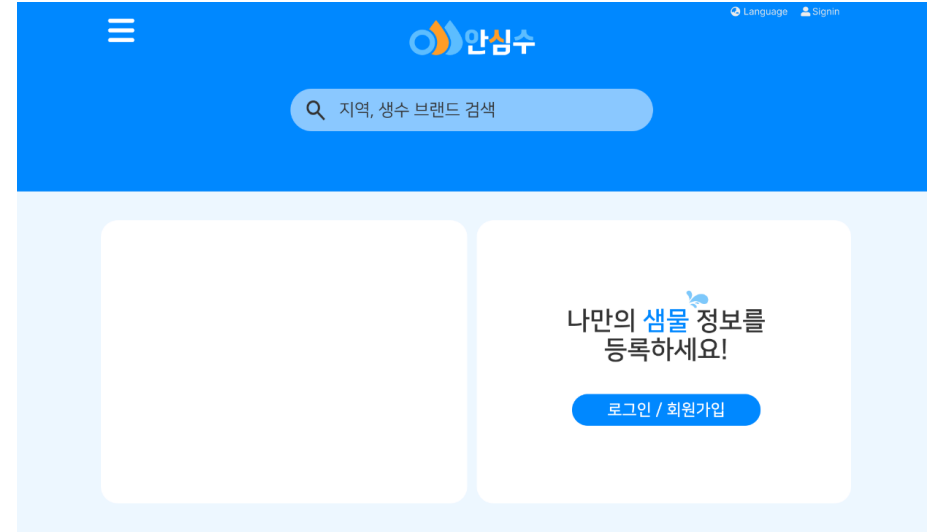 Language Signin
안심수
지역, 생수 브랜드 검색
나만의 샘물 정보를
등록하세요!
로그인 / 회원가입